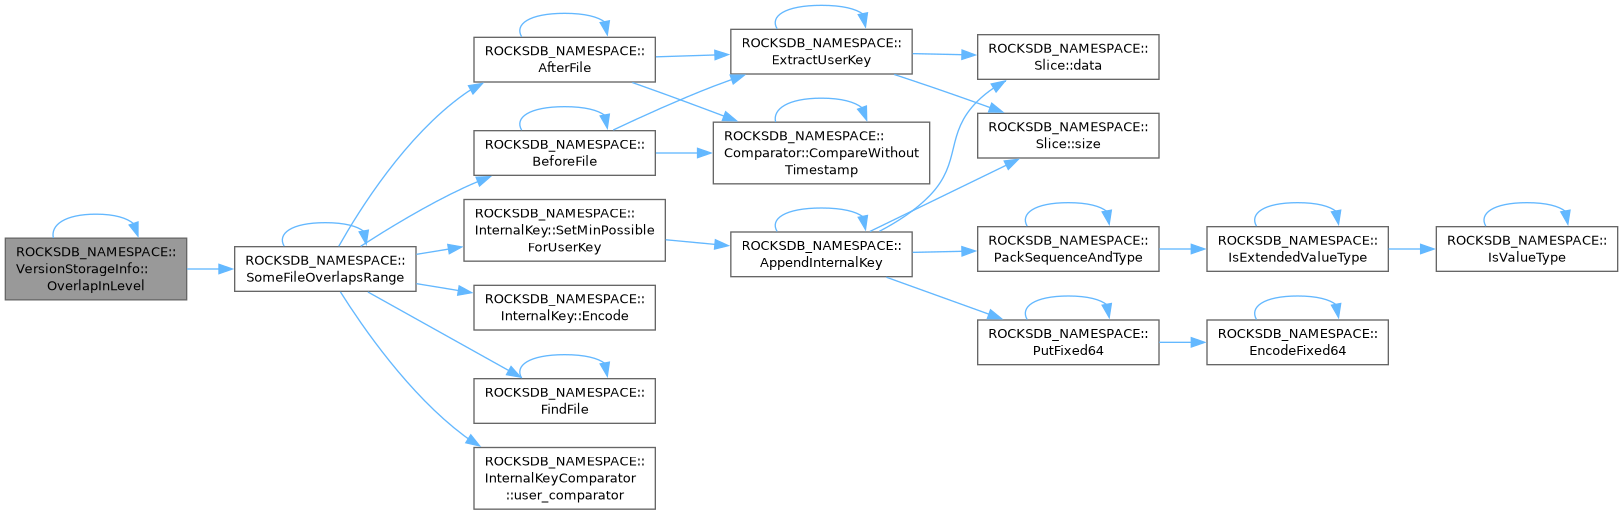 ROCKSDB_NAMESPACE::
VersionStorageInfo::
OverlapInLevel
ROCKSDB_NAMESPACE::
SomeFileOverlapsRange
ROCKSDB_NAMESPACE::
AfterFile
ROCKSDB_NAMESPACE::
BeforeFile
ROCKSDB_NAMESPACE::
InternalKey::SetMinPossible
ForUserKey
ROCKSDB_NAMESPACE::
InternalKey::Encode
ROCKSDB_NAMESPACE::
FindFile
ROCKSDB_NAMESPACE::
InternalKeyComparator
::user_comparator
ROCKSDB_NAMESPACE::
ExtractUserKey
ROCKSDB_NAMESPACE::
Comparator::CompareWithout
Timestamp
ROCKSDB_NAMESPACE::
AppendInternalKey
ROCKSDB_NAMESPACE::
Slice::data
ROCKSDB_NAMESPACE::
Slice::size
ROCKSDB_NAMESPACE::
PackSequenceAndType
ROCKSDB_NAMESPACE::
PutFixed64
ROCKSDB_NAMESPACE::
IsExtendedValueType
ROCKSDB_NAMESPACE::
EncodeFixed64
ROCKSDB_NAMESPACE::
IsValueType